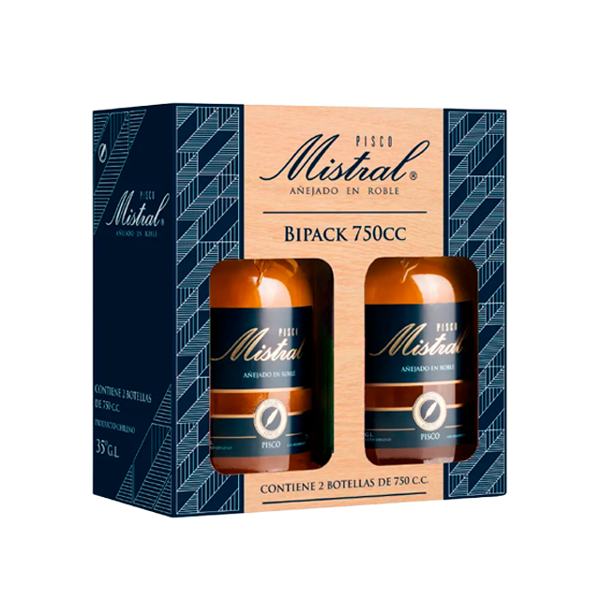 PISCO
Mistral®
AÑEJADO EN ROBLE
BIPACK 750CC
PISCO
Mistral
AÑEJADO EN ROBLE
PISCO
PISCO
Mistral
AÑEJADO EN ROBLE
PISCO
CONTIENE 2 BOTELLAS DE 750 C.C.
PISCO
Mistral®
AÑEJADO EN ROBLE
CONTIENE 2 BOTELLAS
DE 750 C.C.
PRODUCTO CHILENO
35°G.L.